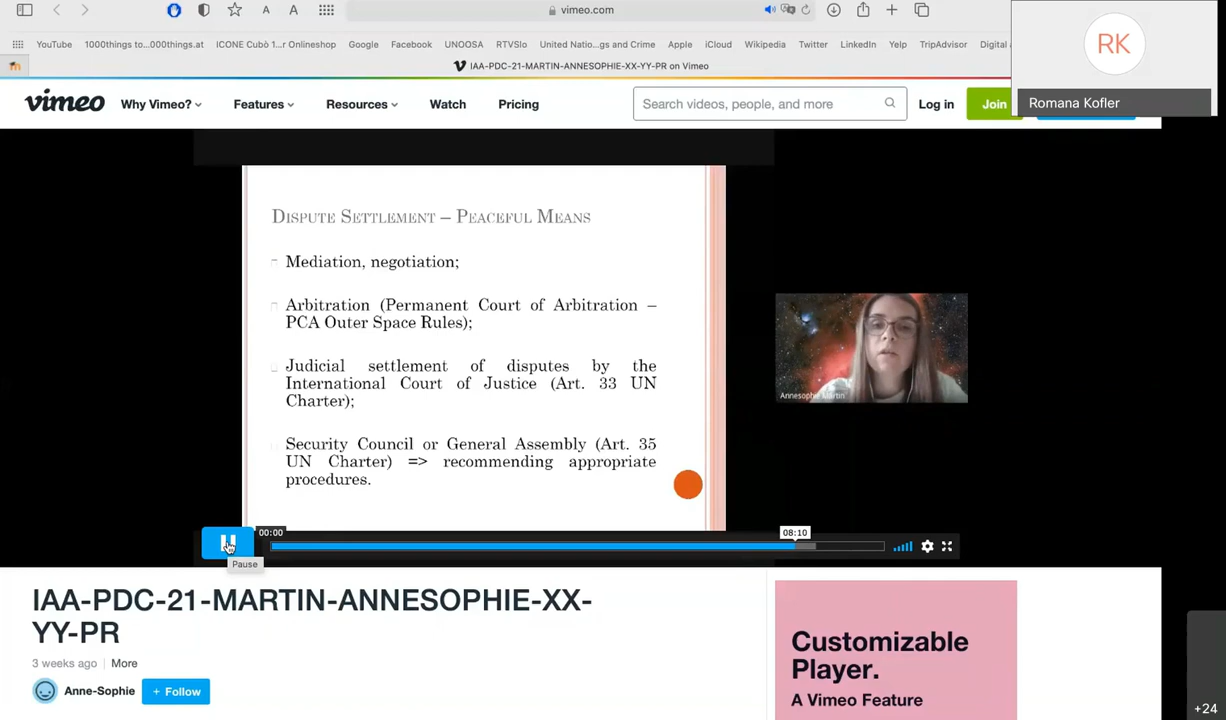 vimeo.com
YouTube 1000things to...000things.at ICONE Cubò 1...r Onlineshop Google Facebook UNOOSA RTVSlo United Natio...gs and Crime Apple iCloud Wikipedia Twitter LinkedIn Yelp TripAdvisor Digital
IAA-PDC-21-MARTIN-ANNESOPHIE-XX-YY-PR on Vimeo
RK
Romana Kofler
vimeo Why Vimeo? Features Resources Watch Pricing Search videos, people, and more Log in Join
DISPUTE SETTLEMENT – PEACEFUL MEANS
Mediation, negotiation;
Arbitration (Permanent Court of Arbitration –
PCA Outer Space Rules);
Judicial settlement of disputes by the
International Court of Justice (Art. 33 UN
Charter);
Security Council or General Assembly (Art. 35
UN Charter) => recommending appropriate
procedures.
Annesophie Martin
00:00
08:10
Pause
IAA-PDC-21-MARTIN-ANNESOPHIE-XX-
YY-PR
3 weeks ago More
Anne-Sophie + Follow
Customizable
Player.
A Vimeo Feature
+24